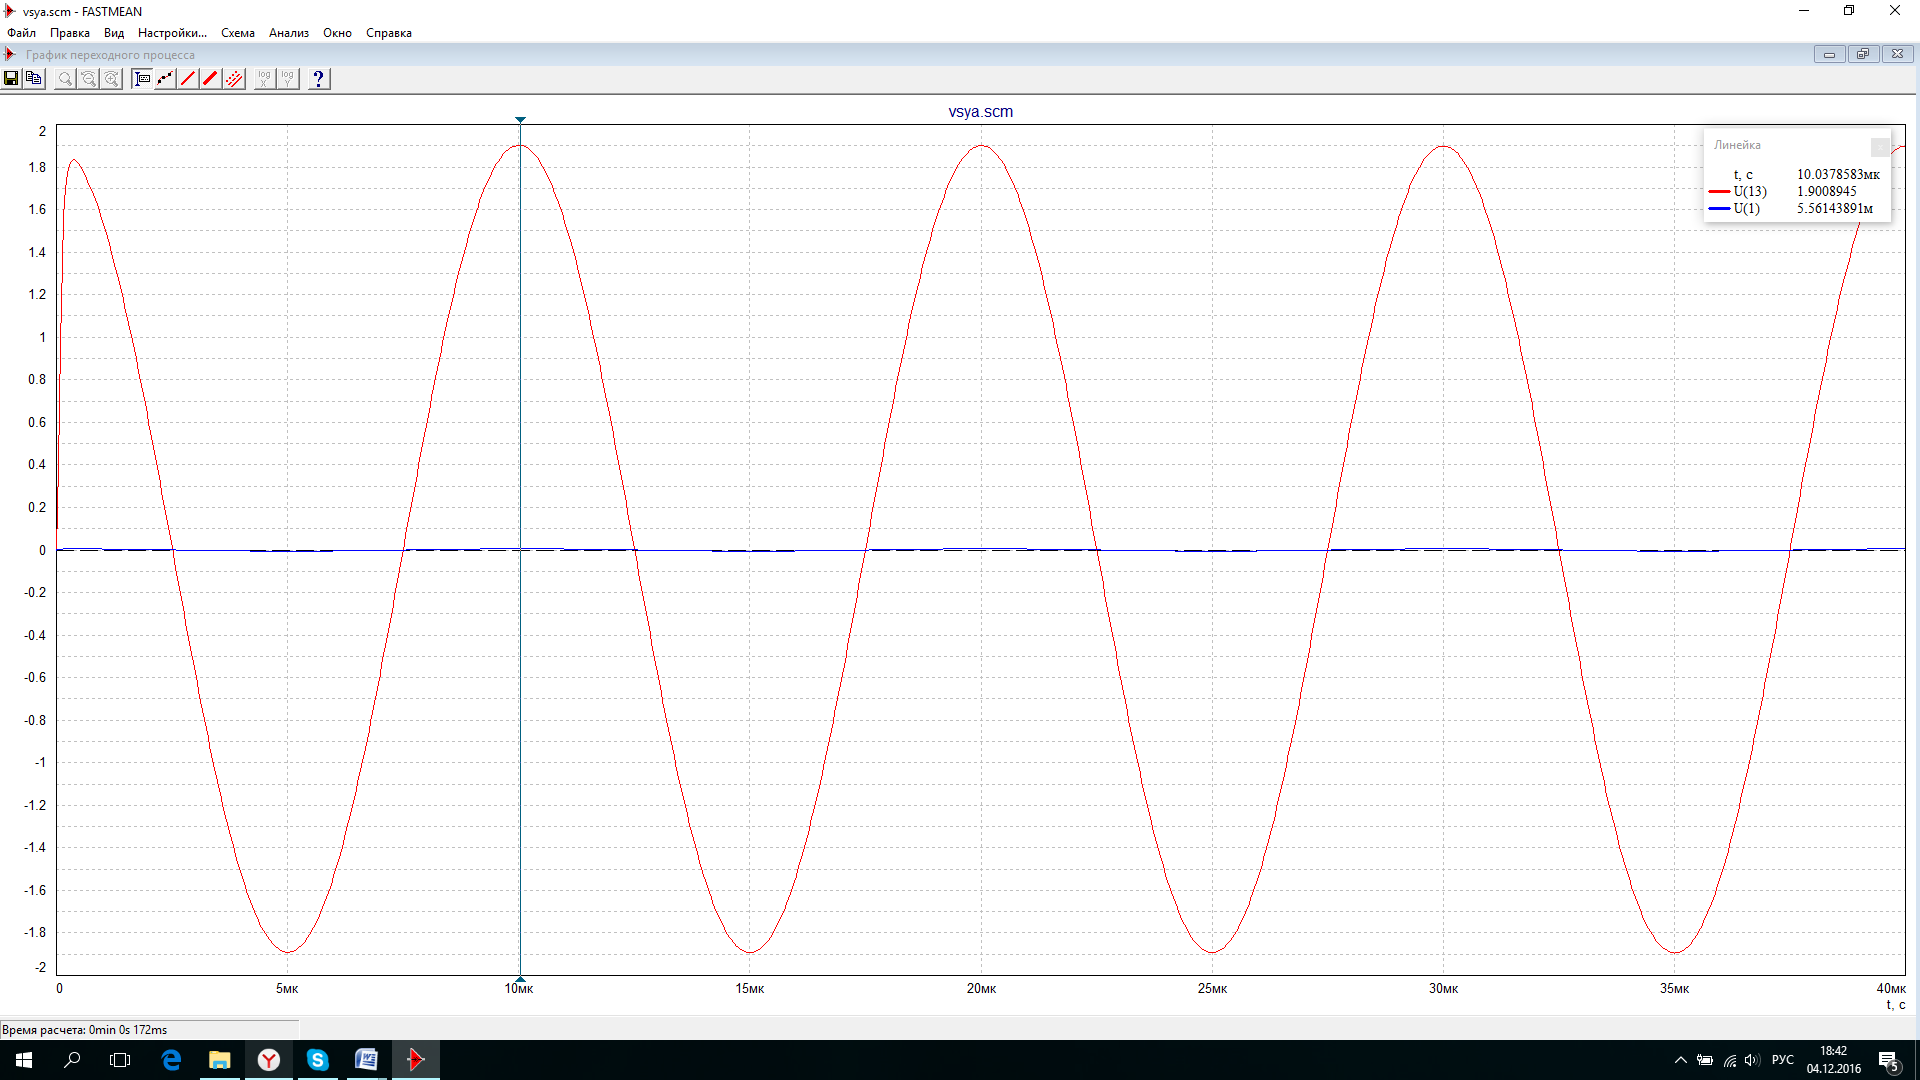 vsya.scm - FASTMEAN
Файл Правка Вид Настройки... Схема Анализ Окно Справка
График переходного процесса
log X log Y ?
vsya.scm
Линейка
t, с 10.0378583мк
U(13) 1.9008945
U(1) 5.56143891м
2
1.8
1.6
1.4
1.2
1
0.8
0.6
0.4
0.2
0
-0.2
-0.4
-0.6
-0.8
-1
-1.2
-1.4
-1.6
-1.8
-2
0 5мк 10мк 15мк 20мк 25мк 30мк 35мк 40мк
t, с
Время расчета: 0min 0s 172ms
РУС
18:42
04.12.2016
5